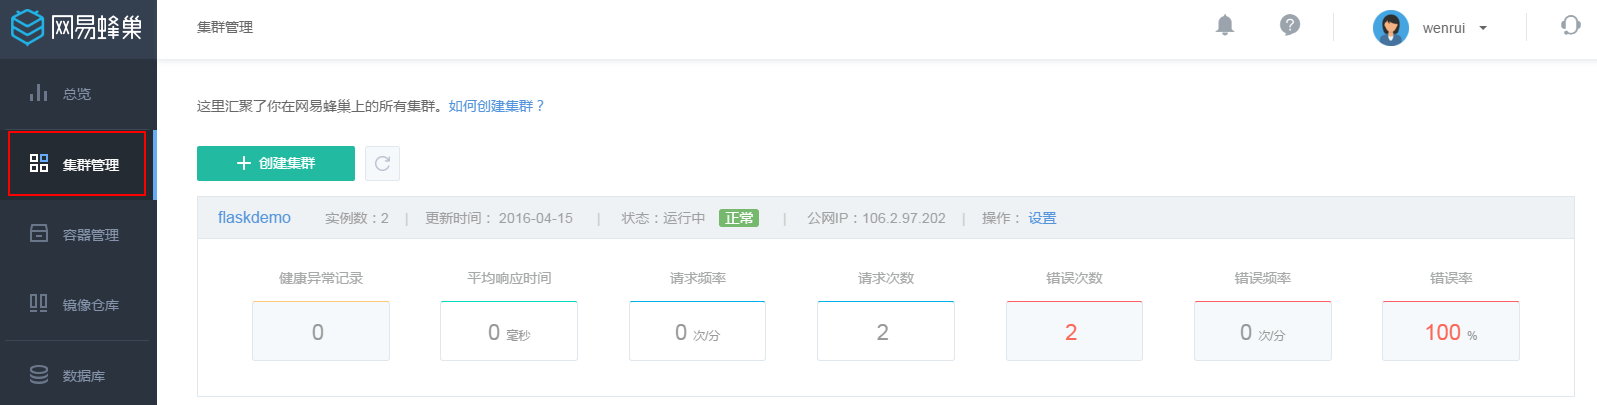 网易蜂巢
集群管理
wenrui
总览
集群管理
容器管理
镜像仓库
数据库
这里汇聚了你在网易蜂巢上的所有集群。如何创建集群？
创建集群
flaskdemo 实例数：2 | 更新时间： 2016-04-15 | 状态：运行中 正常 | 公网IP：106.2.97.202 | 操作： 设置
健康异常记录 平均响应时间 请求频率 请求次数 错误次数 错误频率 错误率
0 0 毫秒 0 次/分 2 2 0 次/分 100 %